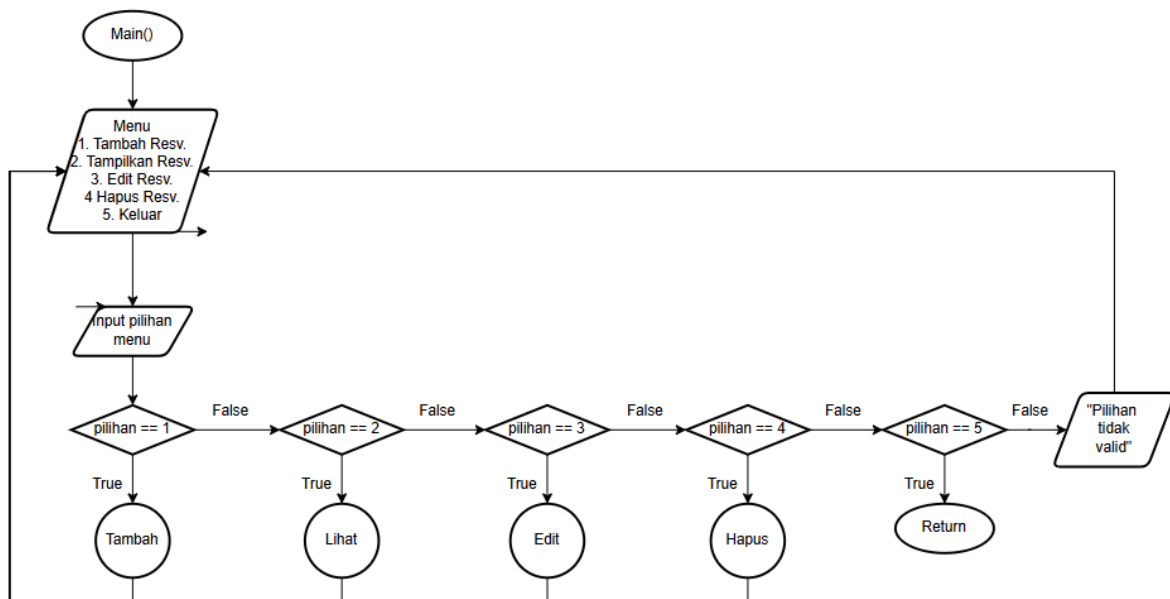 Main()
Menu
1. Tambah Resv.
2. Tampilkan Resv.
3. Edit Resv.
4 Hapus Resv.
5. Keluar
Input pilihan
menu
False
False
False
False
False
pilihan == 1
pilihan == 2
pilihan == 3
pilihan == 4
pilihan == 5
"Pilihan
tidak
valid"
True
True
True
True
True
Tambah
Lihat
Edit
Hapus
Return